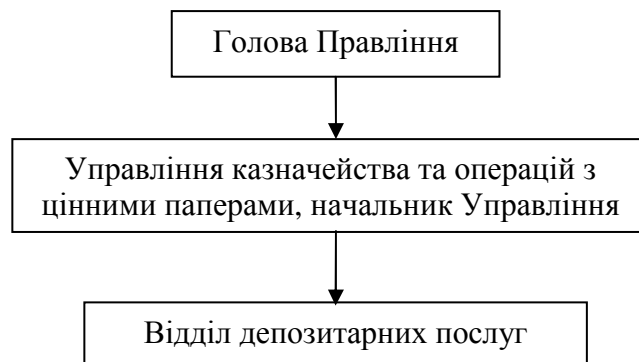 Голова Правління
Управління казначейства та операцій з
цінними паперами, начальник Управління
Відділ депозитарних послуг